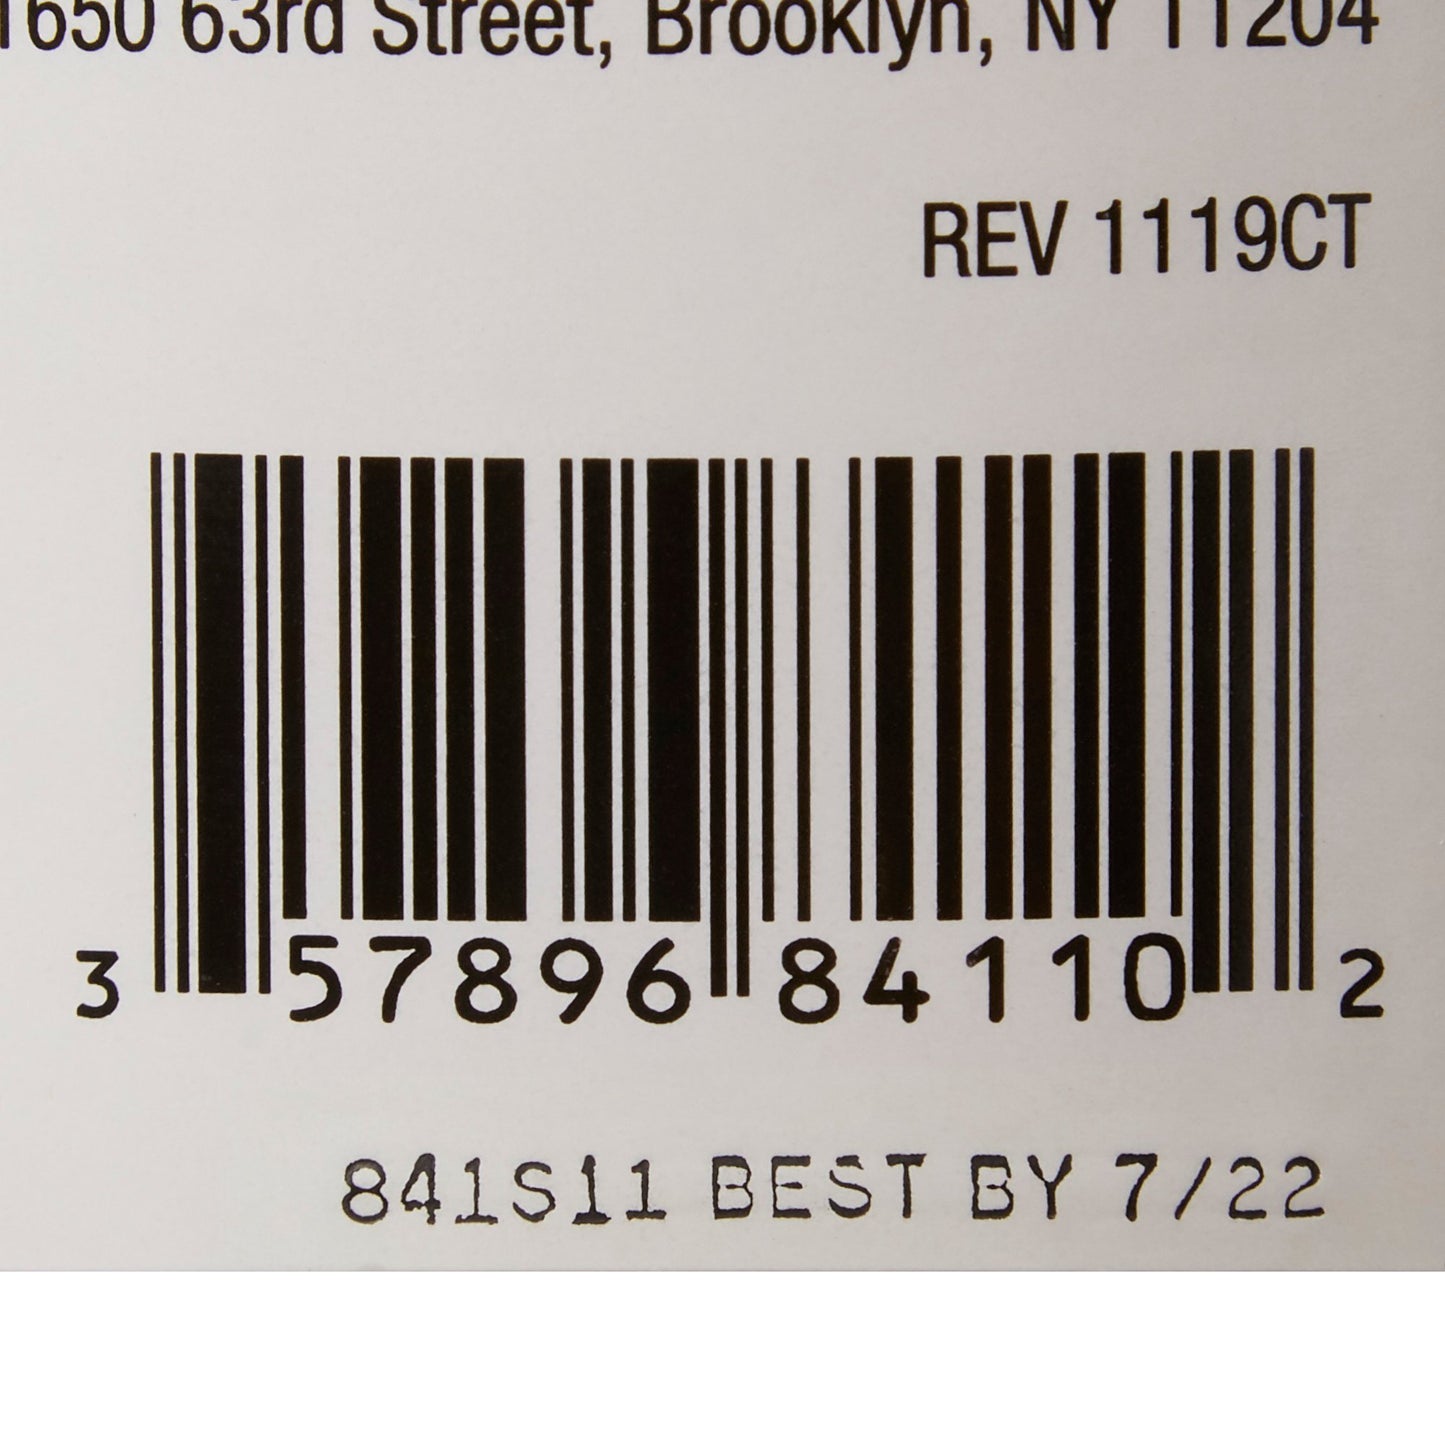 1650 63rd Street, Brooklyn, NY 11204
REV 1119CT
3 57896 84110 2
841S11 BEST BY 7/22